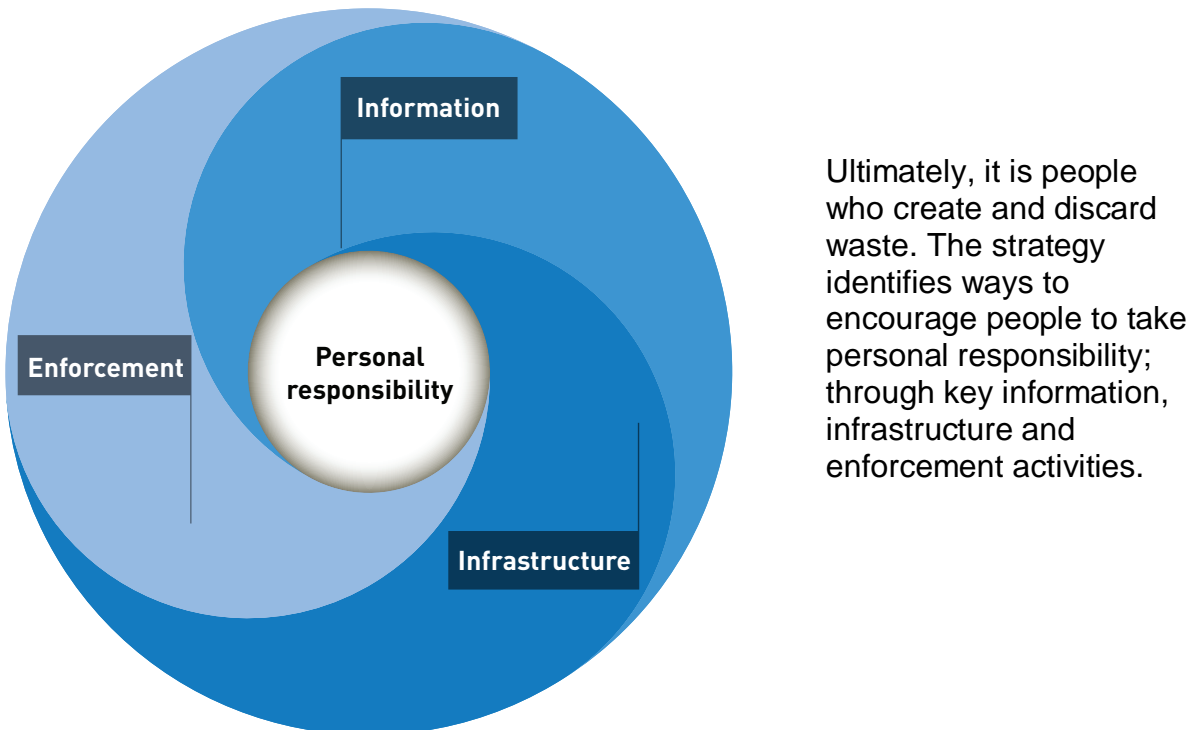 Information
Enforcement
Personal
responsibility
Infrastructure
Ultimately, it is people
who create and discard
waste. The strategy
identifies ways to
encourage people to take
personal responsibility;
through key information,
infrastructure and
enforcement activities.